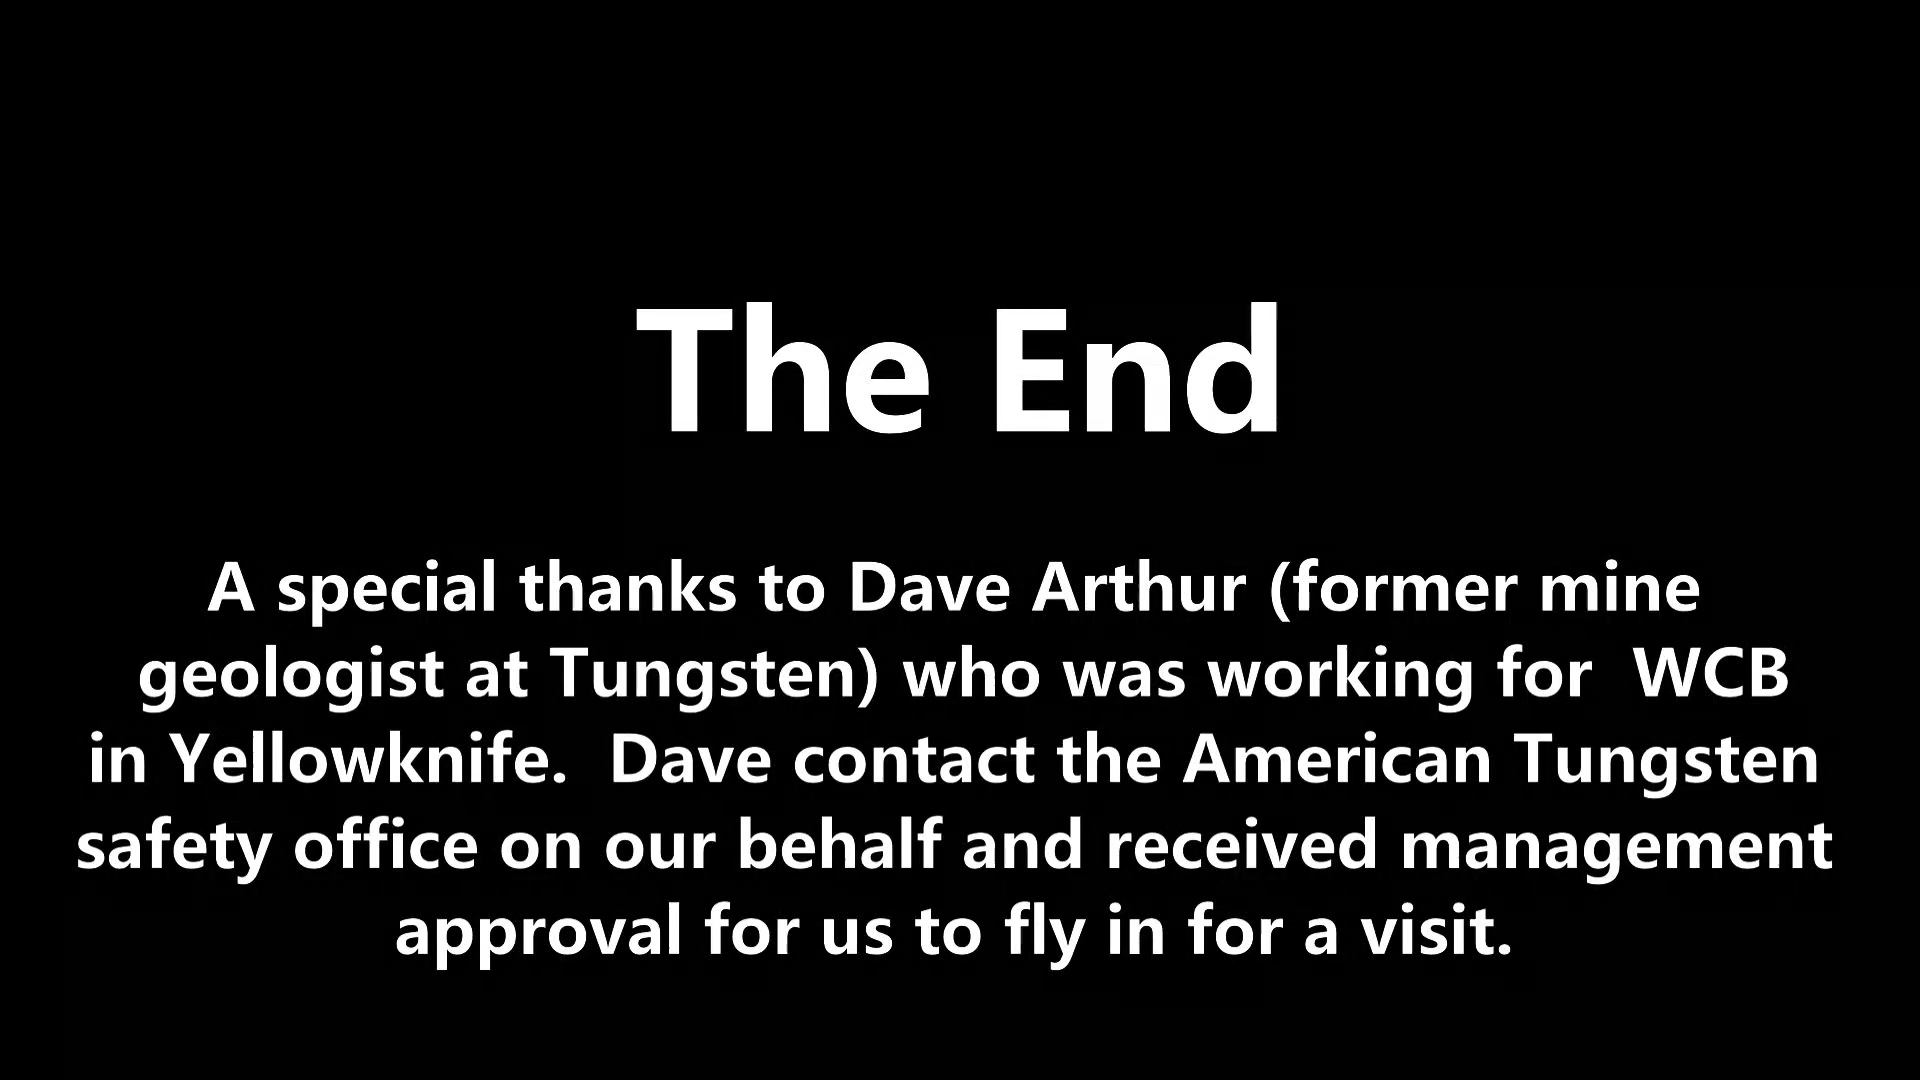 The End
A special thanks to Dave Arthur (former mine
geologist at Tungsten) who was working for  WCB
in Yellowknife.  Dave contact the American Tungsten
safety office on our behalf and received management
approval for us to fly in for a visit.